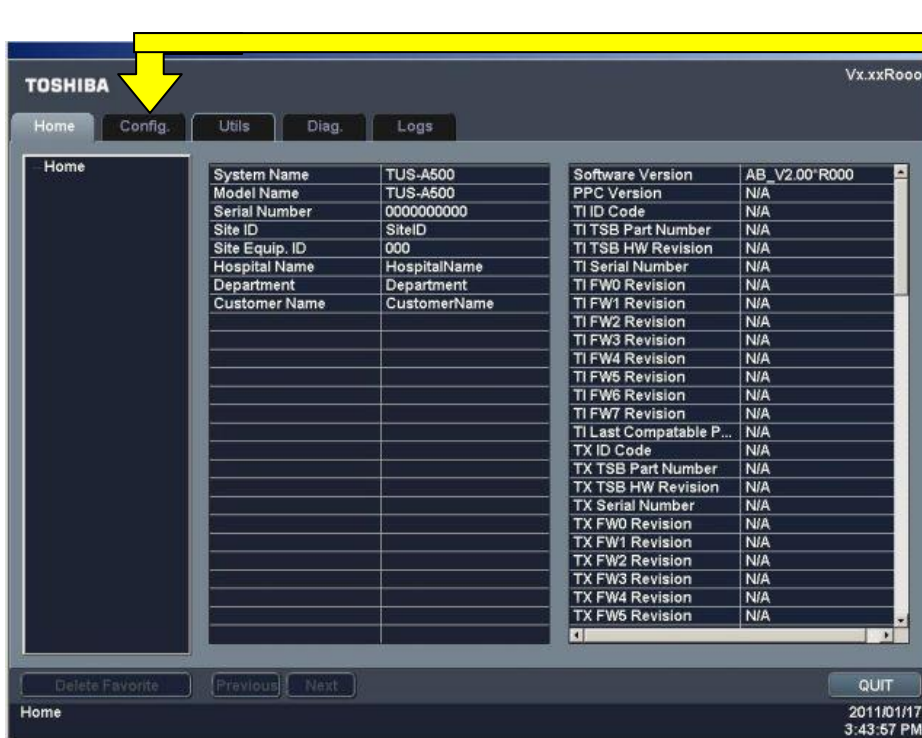 TOSHIBA
Vx.xxRooo
Home Config. Utils Diag. Logs
Home
System Name TUS-A500
Model Name TUS-A500
Serial Number 0000000000
Site ID SiteID
Site Equip. ID 000
Hospital Name HospitalName
Department Department
Customer Name CustomerName
Software Version AB_V2.00*R000
PPC Version N/A
TI ID Code N/A
TI TSB Part Number N/A
TI TSB HW Revision N/A
TI Serial Number N/A
TI FW0 Revision N/A
TI FW1 Revision N/A
TI FW2 Revision N/A
TI FW3 Revision N/A
TI FW4 Revision N/A
TI FW5 Revision N/A
TI FW6 Revision N/A
TI FW7 Revision N/A
TI Last Compatable P... N/A
TX ID Code N/A
TX TSB Part Number N/A
TX TSB HW Revision N/A
TX Serial Number N/A
TX FW0 Revision N/A
TX FW1 Revision N/A
TX FW2 Revision N/A
TX FW3 Revision N/A
TX FW4 Revision N/A
TX FW5 Revision N/A
Delete Favorite Previous Next QUIT
Home 2011/01/17
3:43:57 PM